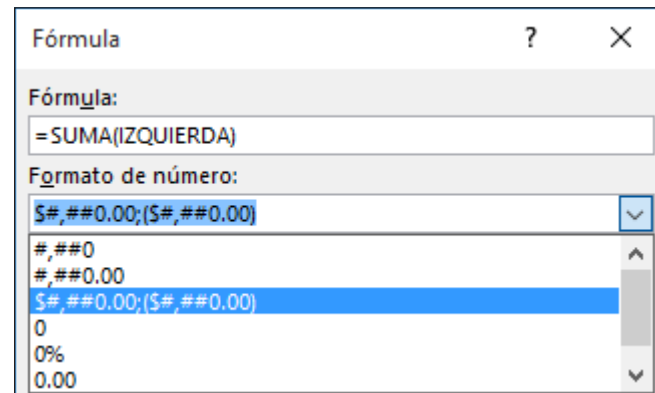 Fórmula ?
Fórmula:
=SUMA(IZQUIERDA)
Formato de número:
$#,##0.00;($#,##0.00)
#,##0
#,##0.00
$#,##0.00;($#,##0.00)
0
0%
0.00